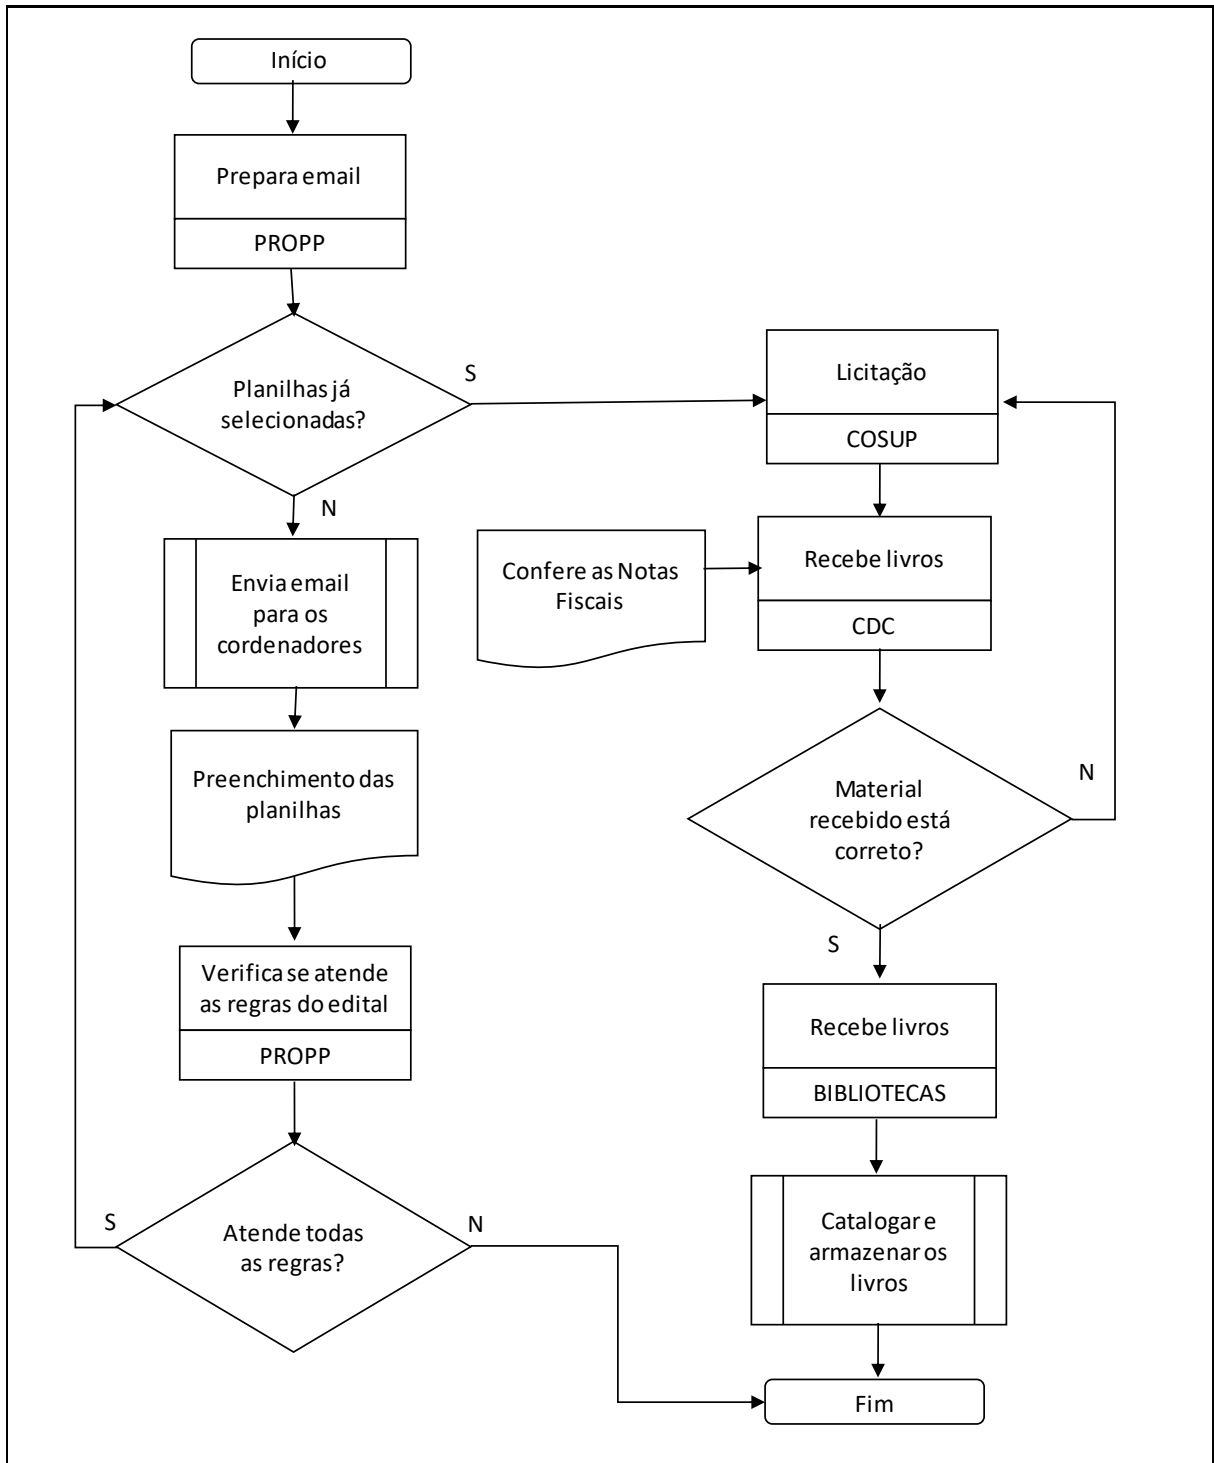 Início
Prepara email
PROPP
Planilhas já
selecionadas?
S
N
Envia email
para os
cordenadores
Preenchimento das
planilhas
Verifica se atende
as regras do edital
PROPP
Atende todas
as regras?
S
N
Licitação
COSUP
Confere as Notas
Fiscais
Recebe livros
CDC
Material
recebido está
correto?
N
S
Recebe livros
BIBLIOTECAS
Catalogar e
armazenar os
livros
Fim